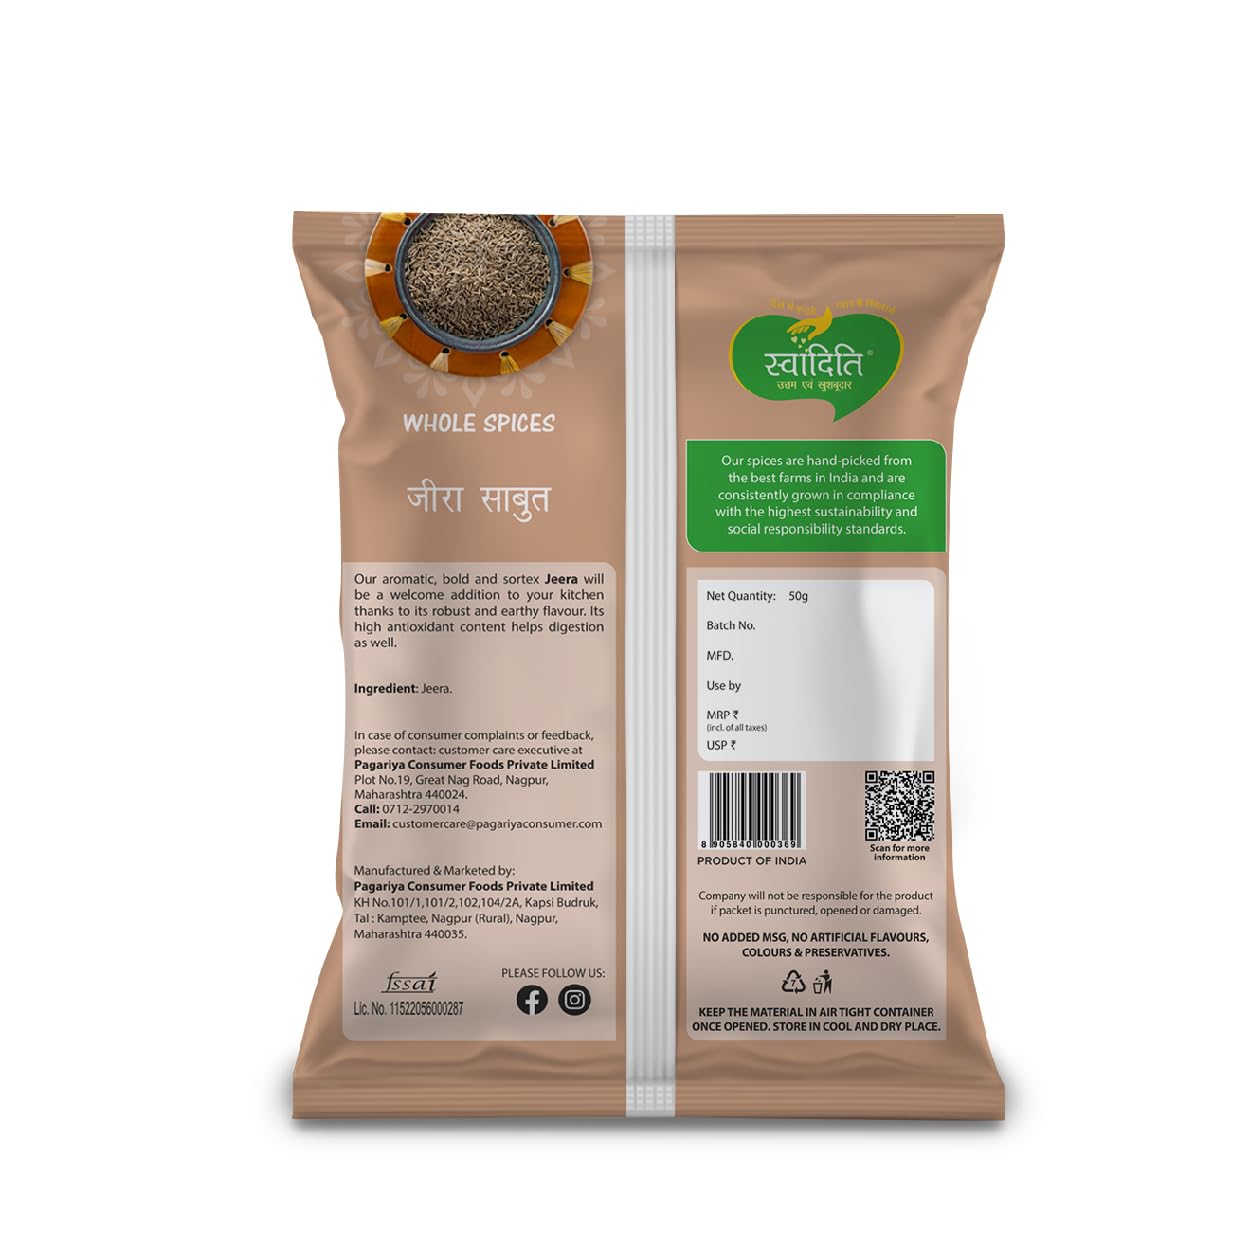 WHOLE SPICES
जीरा साबुत
Our aromatic, bold and sortex Jeera will
be a welcome addition to your kitchen
thanks to its robust and earthy flavour. Its
high antioxidant content helps digestion
as well.
Ingredient: Jeera.
In case of consumer complaints or feedback,
please contact: customer care executive at
Pagariya Consumer Foods Private Limited
Plot No.19, Great Nag Road, Nagpur,
Maharashtra 440024.
Call: 0712-2970014
Email: customercare@pagariyaconsumer.com
Manufactured & Marketed by:
Pagariya Consumer Foods Private Limited
KH No.101/1,101/2,102,104/2A, Kapsi Budruk,
Tal : Kamptee, Nagpur (Rural), Nagpur,
Maharashtra 440035.
fssai
Lic. No. 11522056000287
PLEASE FOLLOW US:
स्वादिति®
उत्तम एवं खुशबूदार
Our spices are hand-picked from
the best farms in India and are
consistently grown in compliance
with the highest sustainability and
social responsibility standards.
Net Quantity: 50g
Batch No.
MFD.
Use by
MRP ₹
(incl. of all taxes)
USP ₹
8 905840 000369
PRODUCT OF INDIA
Scan for more
information
Company will not be responsible for the product
if packet is punctured, opened or damaged.
NO ADDED MSG, NO ARTIFICIAL FLAVOURS,
COLOURS & PRESERVATIVES.
7
KEEP THE MATERIAL IN AIR TIGHT CONTAINER
ONCE OPENED. STORE IN COOL AND DRY PLACE.